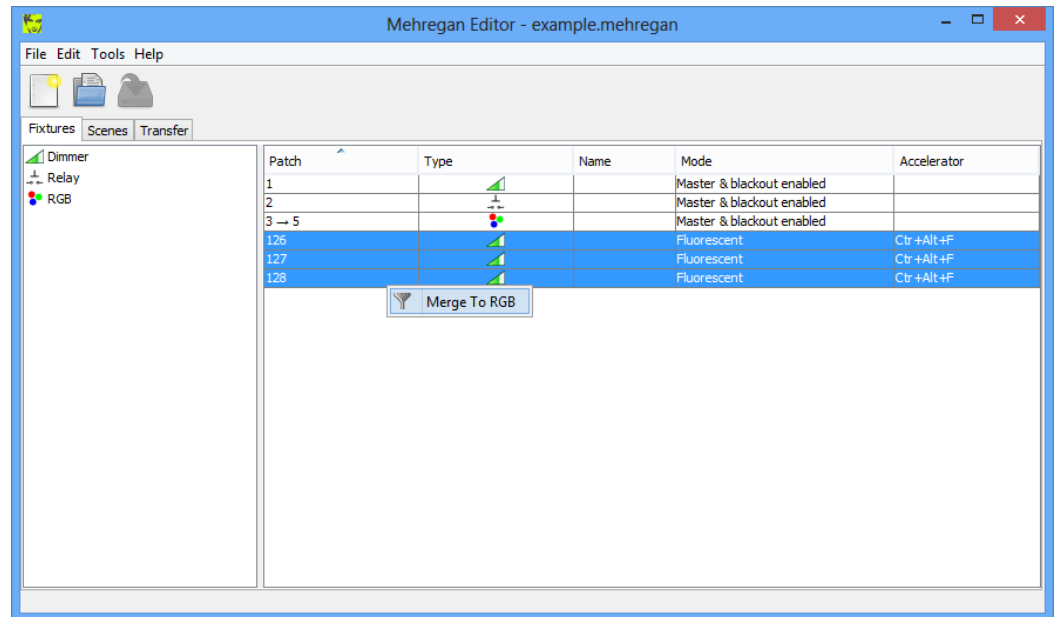 Mehregan Editor - example.mehregan
File Edit Tools Help
Fixtures Scenes Transfer
Dimmer
Relay
RGB
Patch Type Name Mode Accelerator
1 Master & blackout enabled
2 Master & blackout enabled
3 → 5 Master & blackout enabled
126 Fluorescent Ctr+Alt+F
127 Fluorescent Ctr+Alt+F
128 Fluorescent Ctr+Alt+F
Merge To RGB